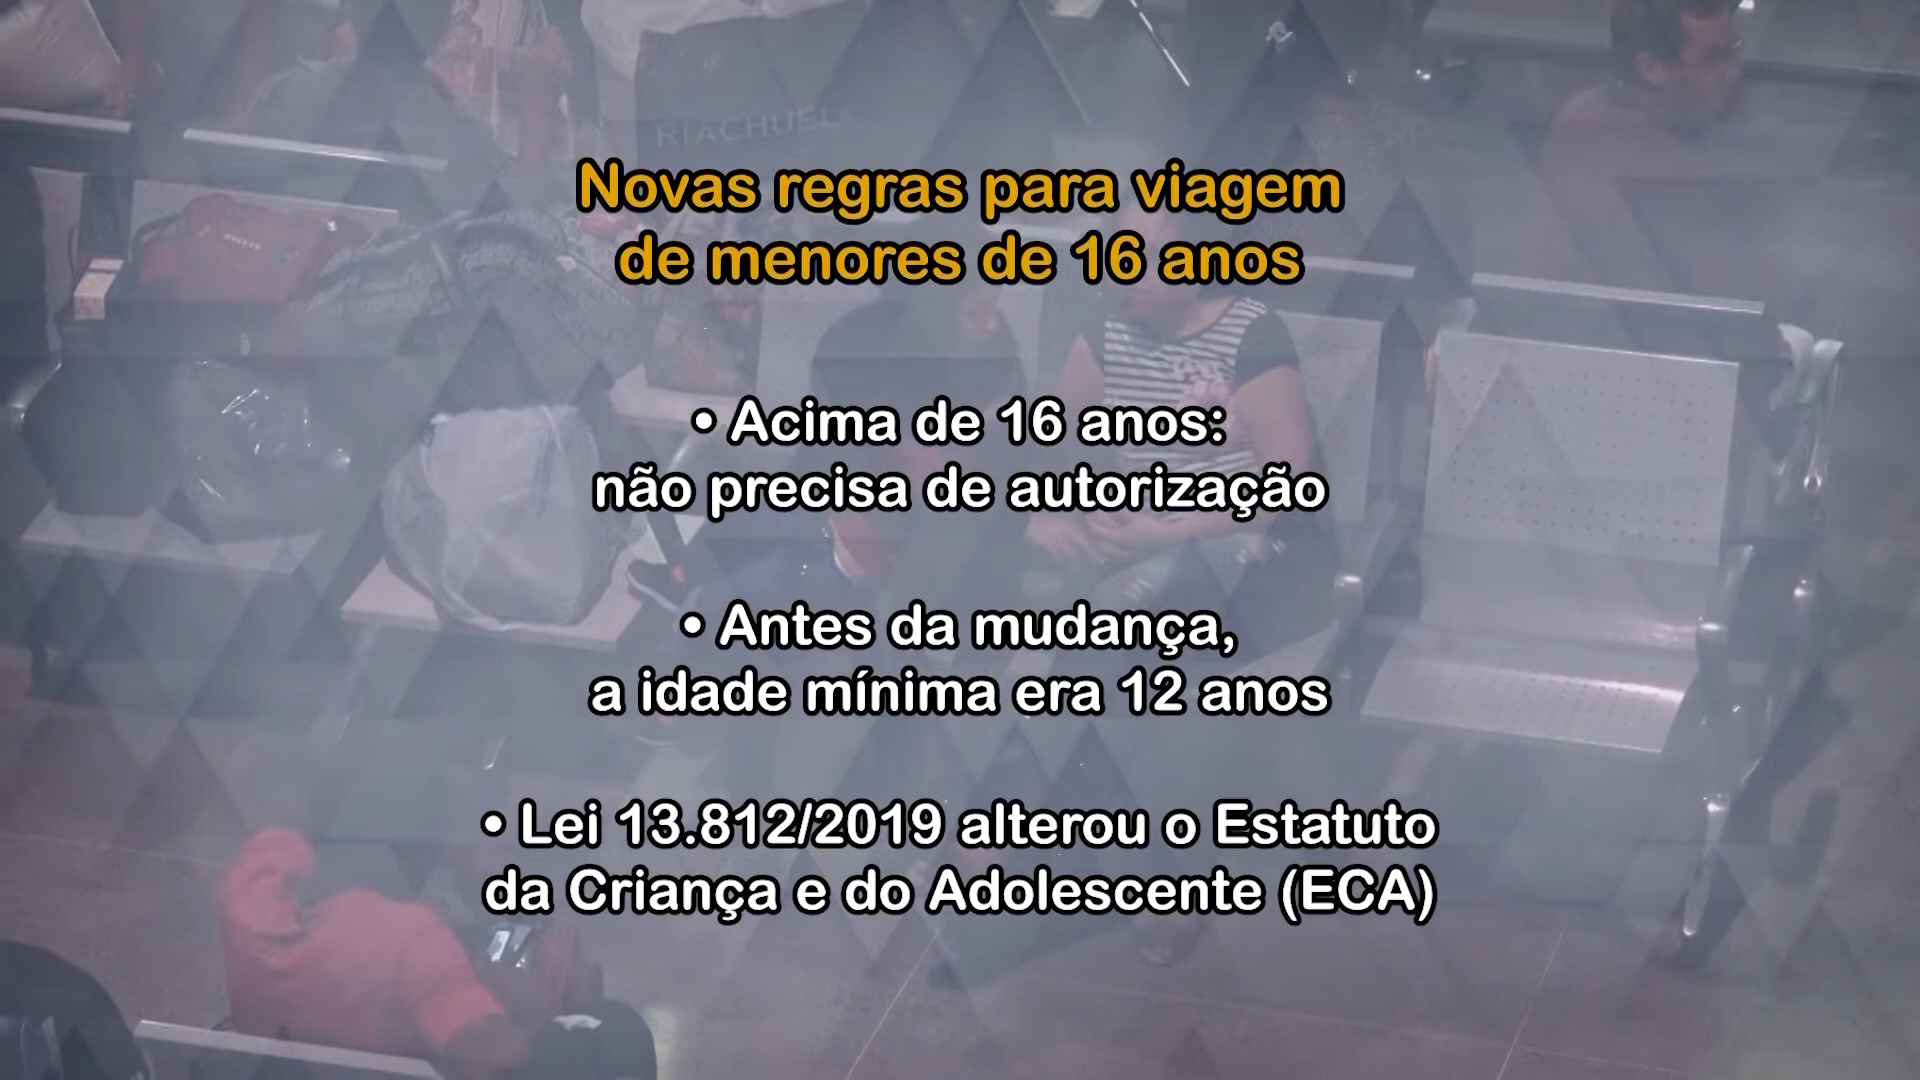 RIACHUEL
Novas regras para viagem
de menores de 16 anos
• Acima de 16 anos:
não precisa de autorização
• Antes da mudança,
a idade mínima era 12 anos
• Lei 13.812/2019 alterou o Estatuto
da Criança e do Adolescente (ECA)